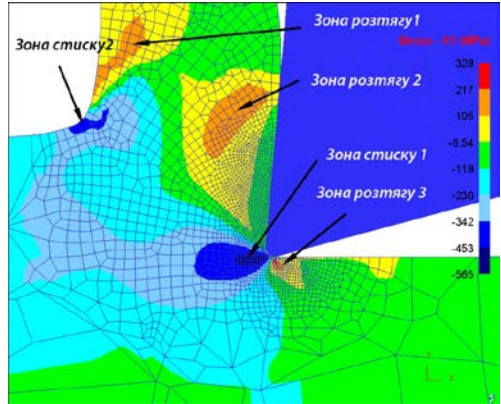 Зона розтягу1
Зона стиску2
Зона розтягу 2
Зона стиску 1
Зона розтягу 3
328
217
105
-6.54
-118
-230
-342
-453
-565